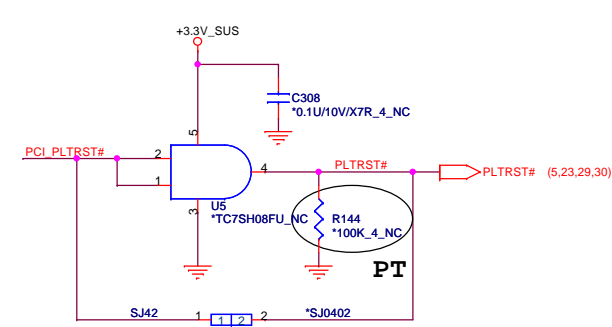 +3.3V_SUS
C308
*0.1U/10V/X7R_4_NC
5
PCI_PLTRST#
2
4
PLTRST#
PLTRST# (5,23,29,30)
1
3
U5
*TC7SH08FU_NC
R144
*100K_4_NC
PT
SJ42
1
1 2
2
*SJ0402